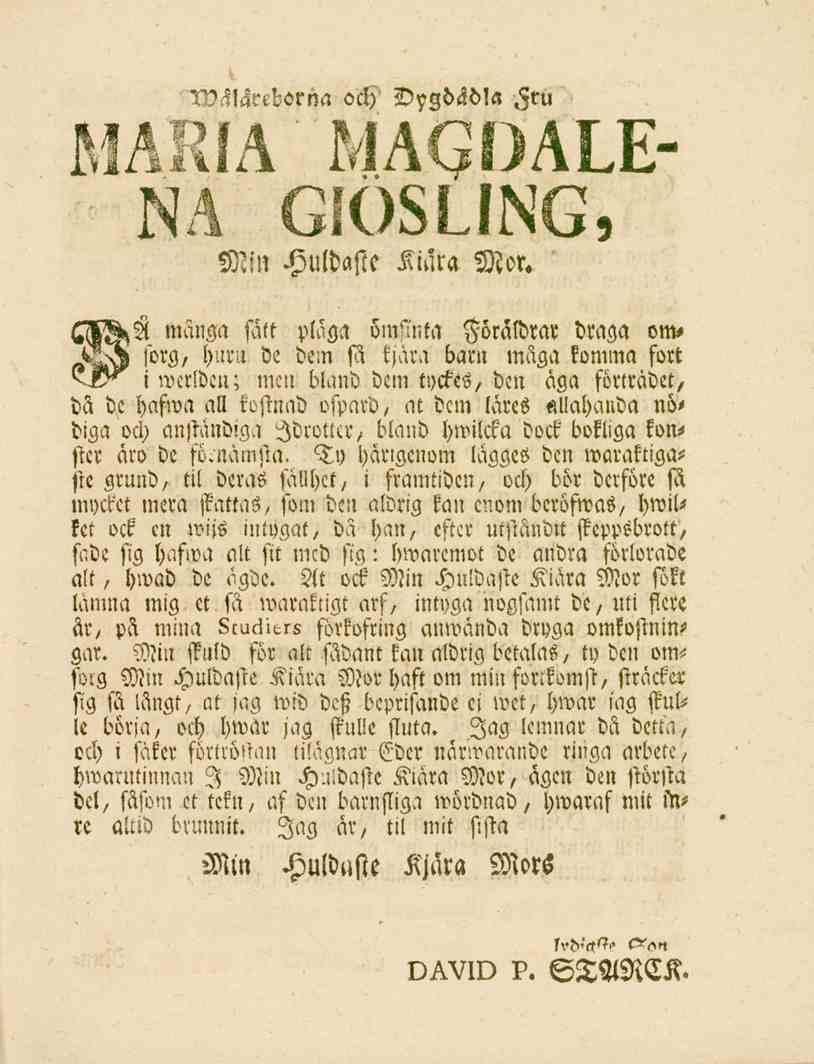 Wäläreborna och Dygdädla Fru
MARIA MAGDALE-
NA GIÖSLING,
Min Huldaste Kiära Mor.
PÅ många sätt pläga ömsinta Föräldrar draga om-
sorg, huru de dem så kjära barn måga komma fort
i werlden; men bland dem tyckes, den äga förträdet,
då de hafwa all kostnad ospard, at dem läres allahanda nö-
diga och anständiga Idrotter, bland hwilcka dock bokliga kon-
ster äro de förnämsta. Ty härigenom lägges den waraktiga-
ste grund, til deras sällhet, i framtiden, och bör derföre så
mycket mera skattas, som den aldrig kan enom beröfwas, hwil-
ket ock en wijs intygat, då han, efter utståndit skeppsbrott,
sade sig hafwa alt sit med sig: hwaremot de andra förlorade
alt, hwad de ägde. At ock Min Huldaste Kiära Mor sökt
lämna mig et så waraktigt arf, intyga nogsamt de, uti flere
år, på mina Studiers förkofring anwända dryga omkostnin-
gar. Min skuld för alt sådant kan aldrig betalas, ty den om-
sorg Min Huldaste Kiära Mor haft om min fortkomst, sträcker
sig så långt, at jag wid deß beprisande ej wet, hwar jag skul-
le börja, och hwar jag skulle sluta. Jag lemnar då detta,
och i säker förtröstan tilägnar Eder närwarande ringa arbete,
hwarutinnan I Min Huldaste Kiära Mor, ägen den största
del, såsom et tekn, af den barnsliga wördnad, hwaraf mit in-
re altid brunnit. Jag är, til mit sista
Min Huldaste Kjära Mors
lydigste Son
DAVID P. STARCK.